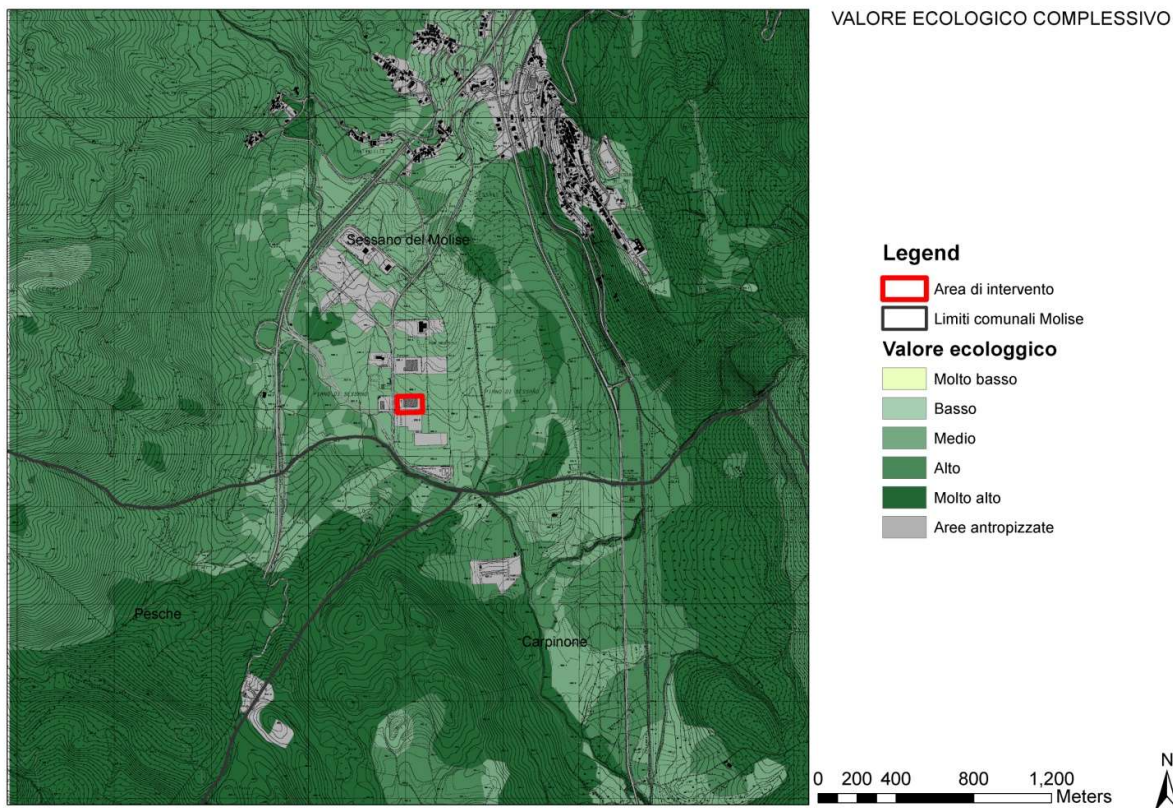 VALORE ECOLOGICO COMPLESSIVO
Sessano del Molise
Pesche
Carpinone
Legend
Area di intervento
Limiti comunali Molise
Valore ecologgico
Molto basso
Basso
Medio
Alto
Molto alto
Aree antropizzate
N
0 200 400 800 1,200
Meters